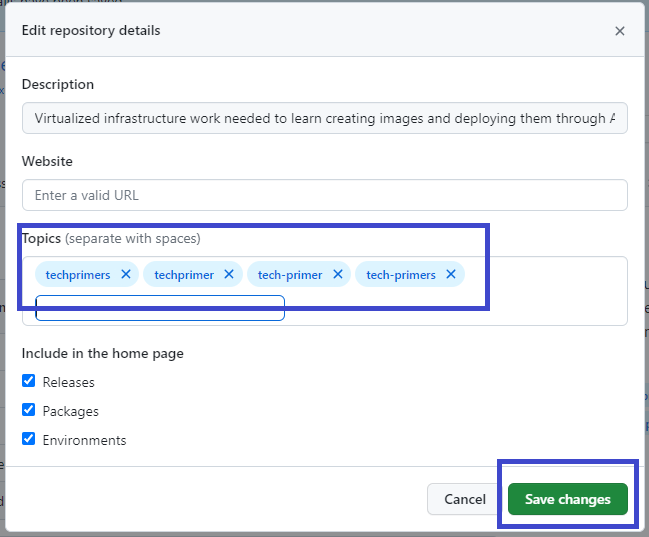 Edit repository details
Description
Virtualized infrastructure work needed to learn creating images and deploying them through A
Website
Enter a valid URL
Topics (separate with spaces)
techprimers techprimer tech-primer tech-primers
Include in the home page
Releases
Packages
Environments
Cancel Save changes